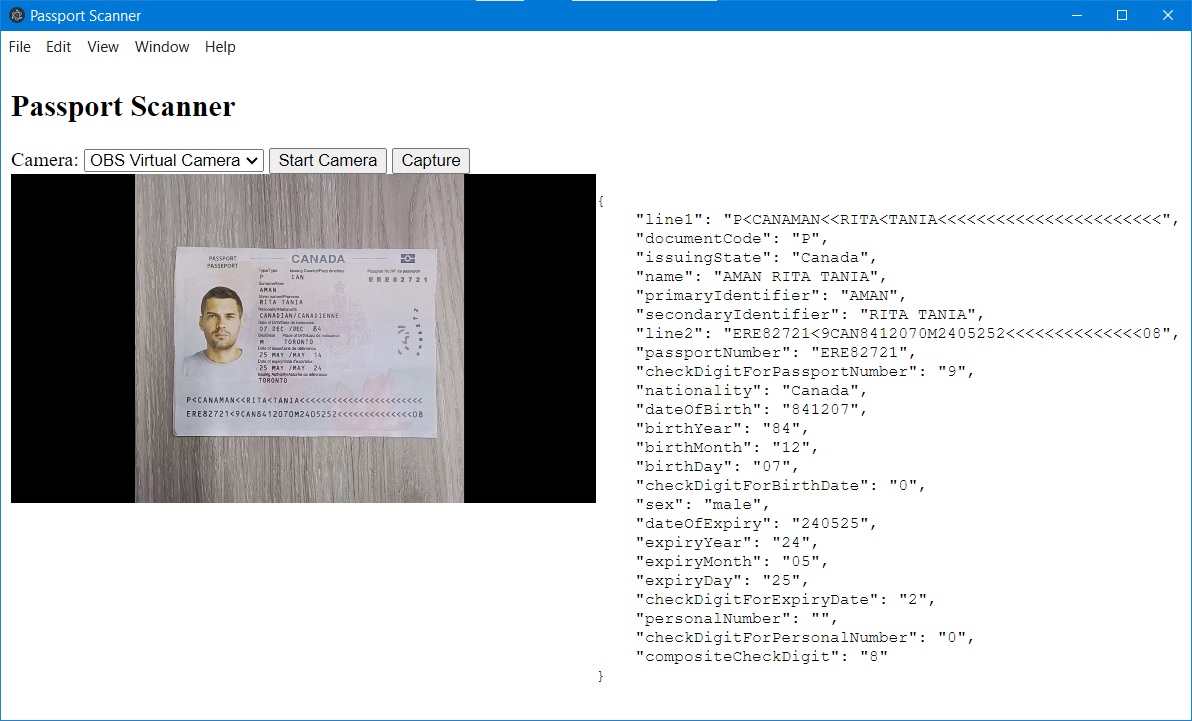 Passport Scanner
File Edit View Window Help
Passport Scanner
Camera: OBS Virtual Camera Start Camera Capture
PASSPORT
PASSEPORT
CANADA
P CAN
ERE82721
AMAN
RITA TANIA
CANADIAN/CANADIENNE
07 DEC /DEC 84
M TORONTO
25 MAY /MAY 14
25 MAY /MAY 24
TORONTO
P<CANAMAN<<RITA<TANIA<<<<<<<<<<<<<<<<<<<<<<<
ERE82721<9CAN8412070M2405252<<<<<<<<<<<<<<08
{
"line1": "P<CANAMAN<<RITA<TANIA<<<<<<<<<<<<<<<<<<<<<<<",
"documentCode": "P",
"issuingState": "Canada",
"name": "AMAN RITA TANIA",
"primaryIdentifier": "AMAN",
"secondaryIdentifier": "RITA TANIA",
"line2": "ERE82721<9CAN8412070M2405252<<<<<<<<<<<<<<08",
"passportNumber": "ERE82721",
"checkDigitForPassportNumber": "9",
"nationality": "Canada",
"dateOfBirth": "841207",
"birthYear": "84",
"birthMonth": "12",
"birthDay": "07",
"checkDigitForBirthDate": "0",
"sex": "male",
"dateOfExpiry": "240525",
"expiryYear": "24",
"expiryMonth": "05",
"expiryDay": "25",
"checkDigitForExpiryDate": "2",
"personalNumber": "",
"checkDigitForPersonalNumber": "0",
"compositeCheckDigit": "8"
}